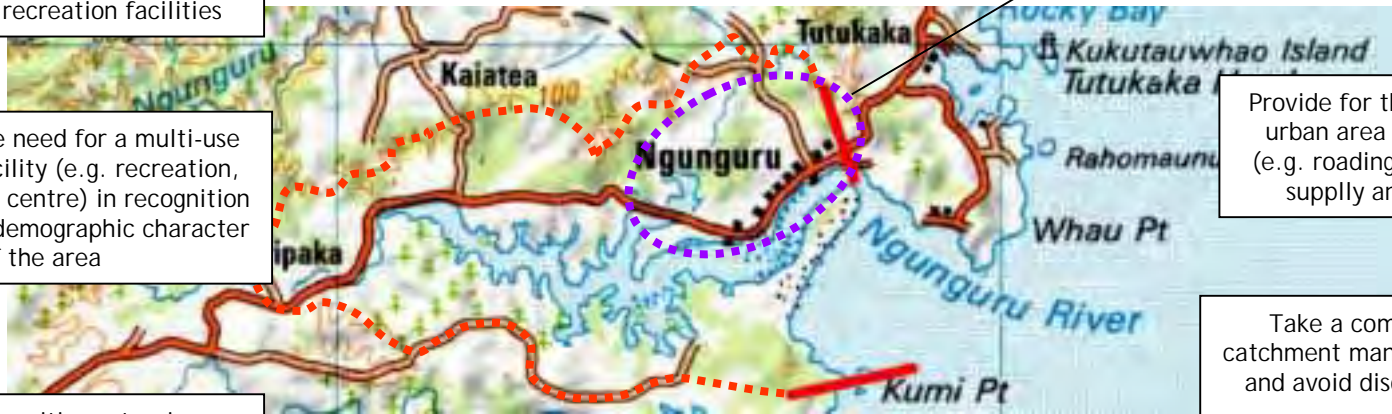 recreation facilities
Rocky Bay
Tutukaka
Kukutauwhao Island
Tutukaka
Kaiatea
100
Ngunguru
need for a multi-use
cility (e.g. recreation,
centre) in recognition
demographic character
the area
Provide for th
urban area
(e.g. roading
supplly an
Ngunguru
Rahomaunu
Whau Pt
ipaka
Ngunguru River
Take a com
catchment man
and avoid disc
Kumi Pt